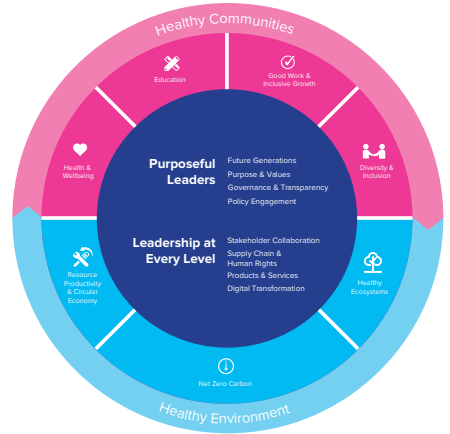 Healthy Communities
Education
Good Work &
Inclusive Growth
Health &
Wellbeing
Diversity &
Inclusion
Purposeful
Leaders
Future Generations
Purpose & Values
Governance & Transparency
Policy Engagement
Leadership at
Every Level
Stakeholder Collaboration
Supply Chain &
Human Rights
Products & Services
Digital Transformation
Resource
Productivity
& Circular
Economy
Healthy
Ecosystems
Net Zero Carbon
Healthy Environment